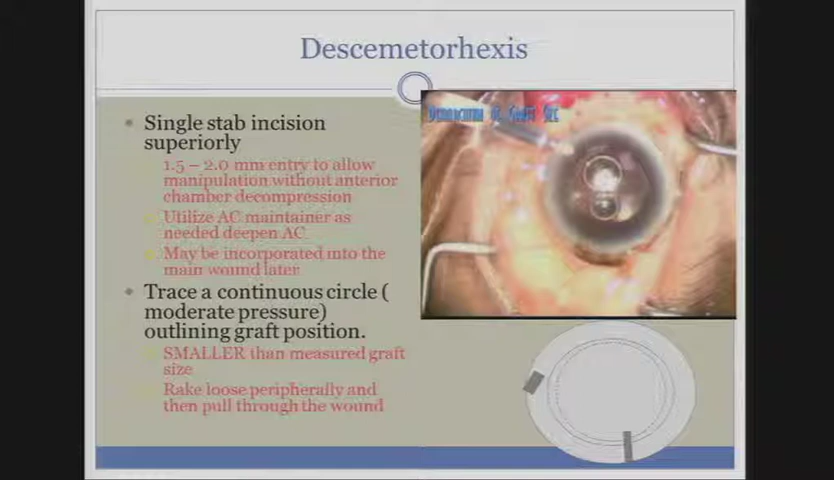 Descemetorhexis
Single stab incision
superiorly
1.5 – 2.0 mm entry to allow
manipulation without anterior
chamber decompression
Utilize AC maintainer as
needed deepen AC
May be incorporated into the
main wound later
Trace a continuous circle (
moderate pressure)
outlining graft position.
SMALLER than measured graft
size
Rake loose peripherally and
then pull through the wound